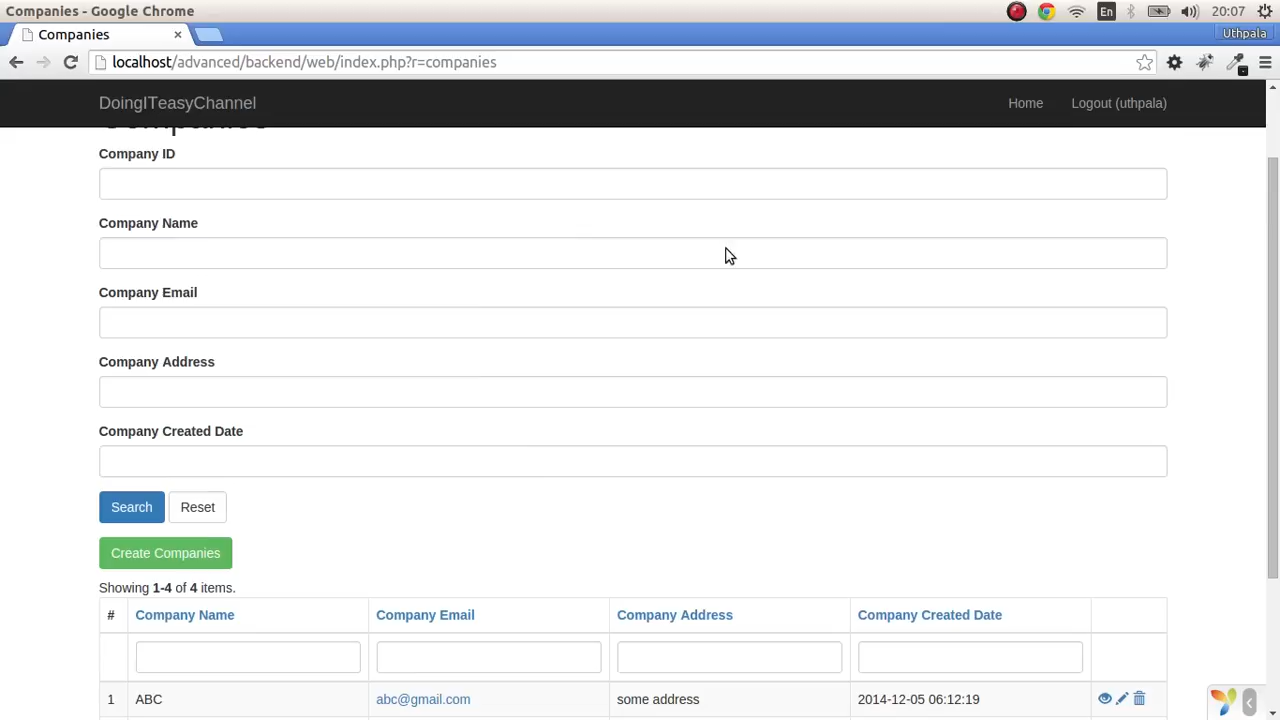 Companies - Google Chrome
En
20:07
Companies
Uthpala
localhost/advanced/backend/web/index.php?r=companies
DoingITeasyChannel
Home
Logout (uthpala)
Companies
Company ID
Company Name
Company Email
Company Address
Company Created Date
Search
Reset
Create Companies
Showing 1-4 of 4 items.
# Company Name Company Email Company Address Company Created Date
1 ABC abc@gmail.com some address 2014-12-05 06:12:19